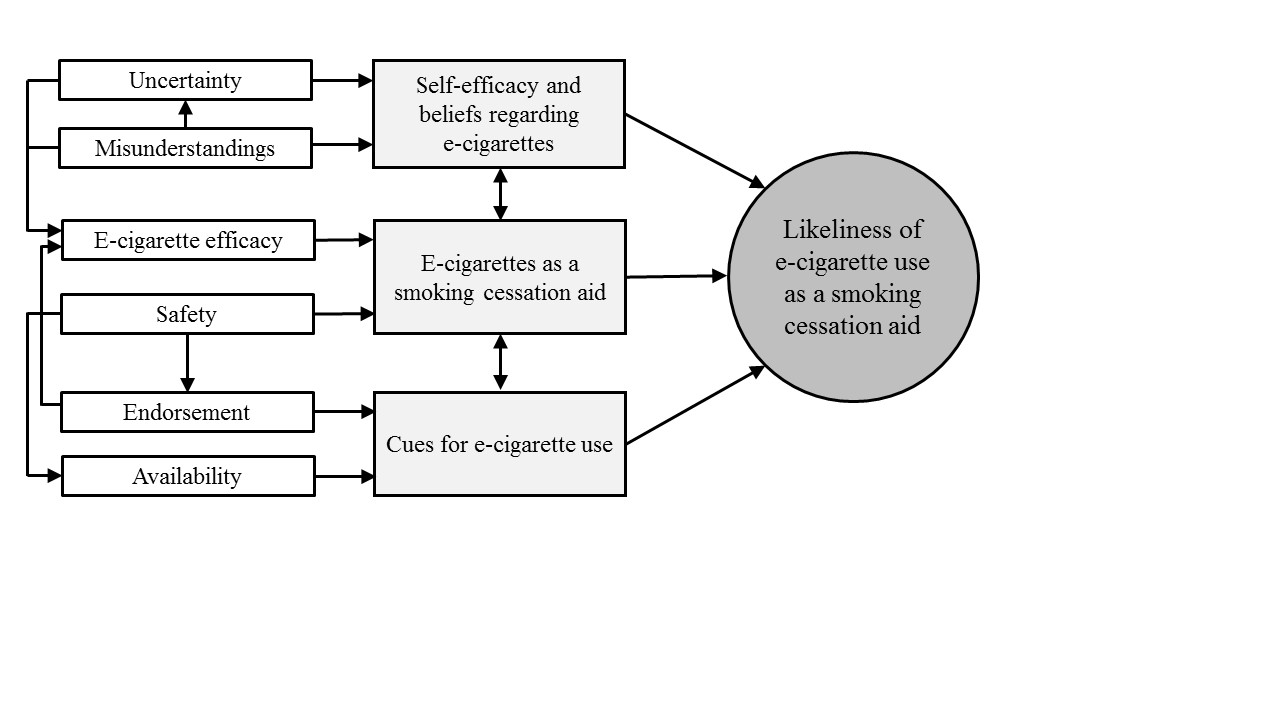 Uncertainty
Misunderstandings
E-cigarette efficacy
Safety
Endorsement
Availability
Self-efficacy and
beliefs regarding
e-cigarettes
E-cigarettes as a
smoking cessation aid
Cues for e-cigarette use
Likeliness of
e-cigarette use
as a smoking
cessation aid